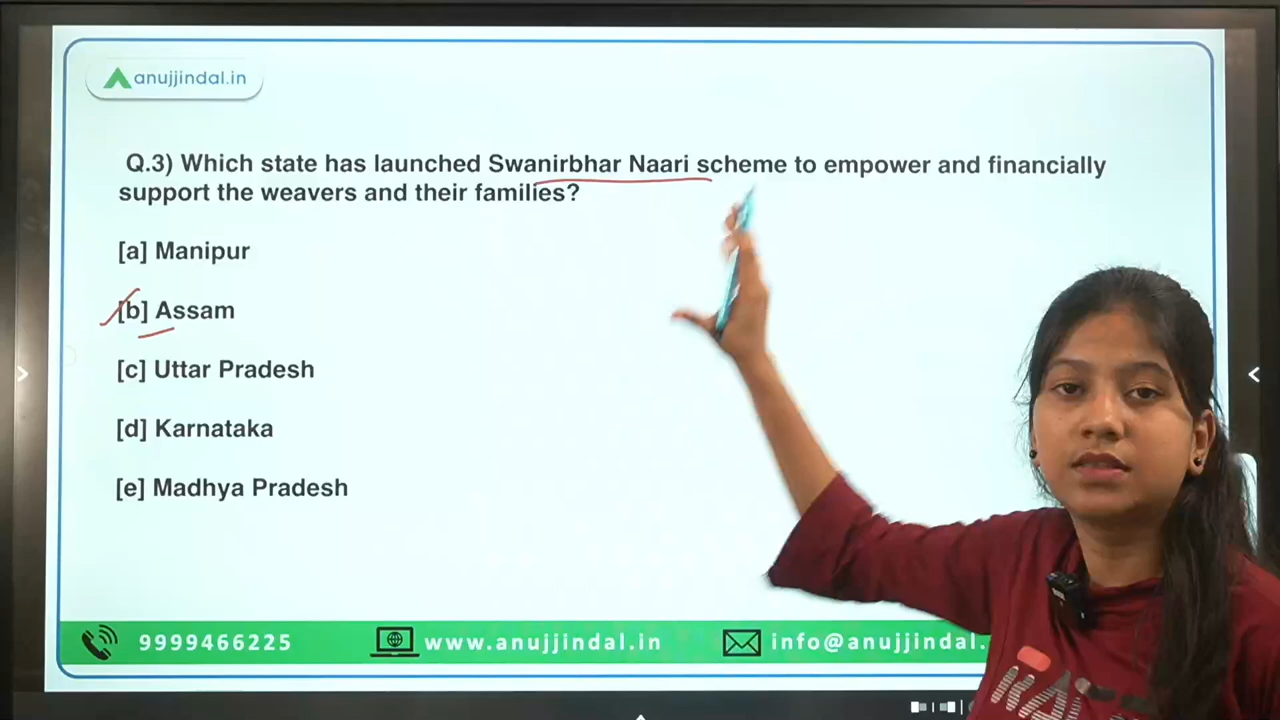 anujjindal.in
Q.3) Which state has launched Swanirbhar Naari scheme to empower and financially
support the weavers and their families?
[a] Manipur
[b] Assam
[c] Uttar Pradesh
[d] Karnataka
[e] Madhya Pradesh
9999466225
www.anujjindal.in
info@anujjindal.